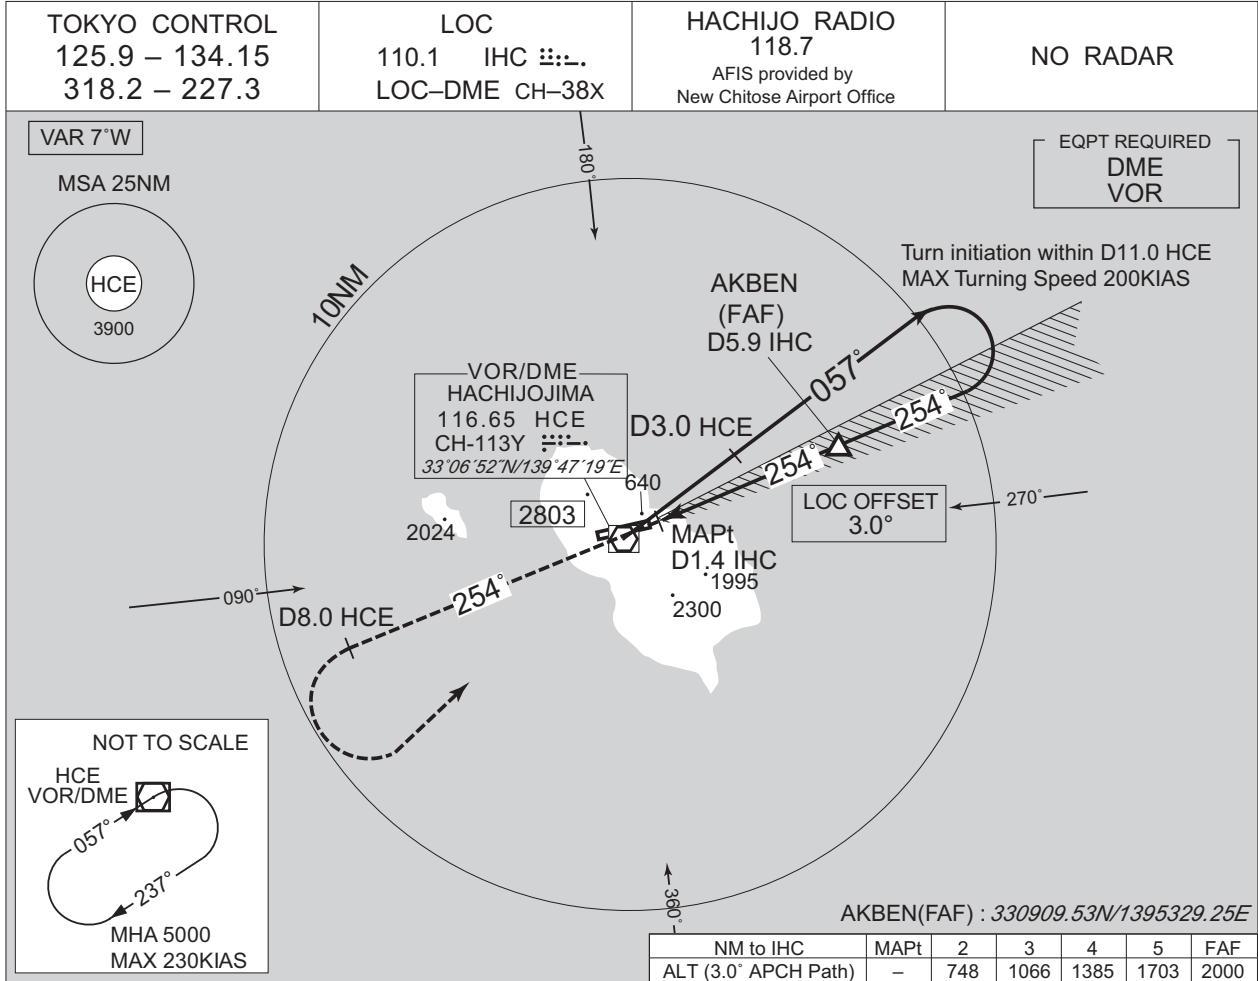 TOKYO CONTROL
125.9 – 134.15
318.2 – 227.3
LOC
110.1 IHC
LOC–DME CH–38X
HACHIJO RADIO
118.7
AFIS provided by
New Chitose Airport Office
NO RADAR
VAR 7°W
MSA 25NM
HCE
3900
180°
EQPT REQUIRED
DME
VOR
Turn initiation within D11.0 HCE
MAX Turning Speed 200KIAS
10NM
AKBEN
(FAF)
D5.9 IHC
057°
VOR/DME
HACHIJOJIMA
116.65 HCE
CH-113Y
33°06´52˝N/139°47´19˝E
D3.0 HCE
254°
254°
640
2024
2803
LOC OFFSET
3.0°
270°
MAPt
D1.4 IHC
1995
2300
090°
254°
D8.0 HCE
NOT TO SCALE
HCE
VOR/DME
057°
237°
MHA 5000
MAX 230KIAS
360°
AKBEN(FAF) : 330909.53N/1395329.25E
NM to IHC MAPt 2 3 4 5 FAF
ALT (3.0° APCH Path) – 748 1066 1385 1703 2000